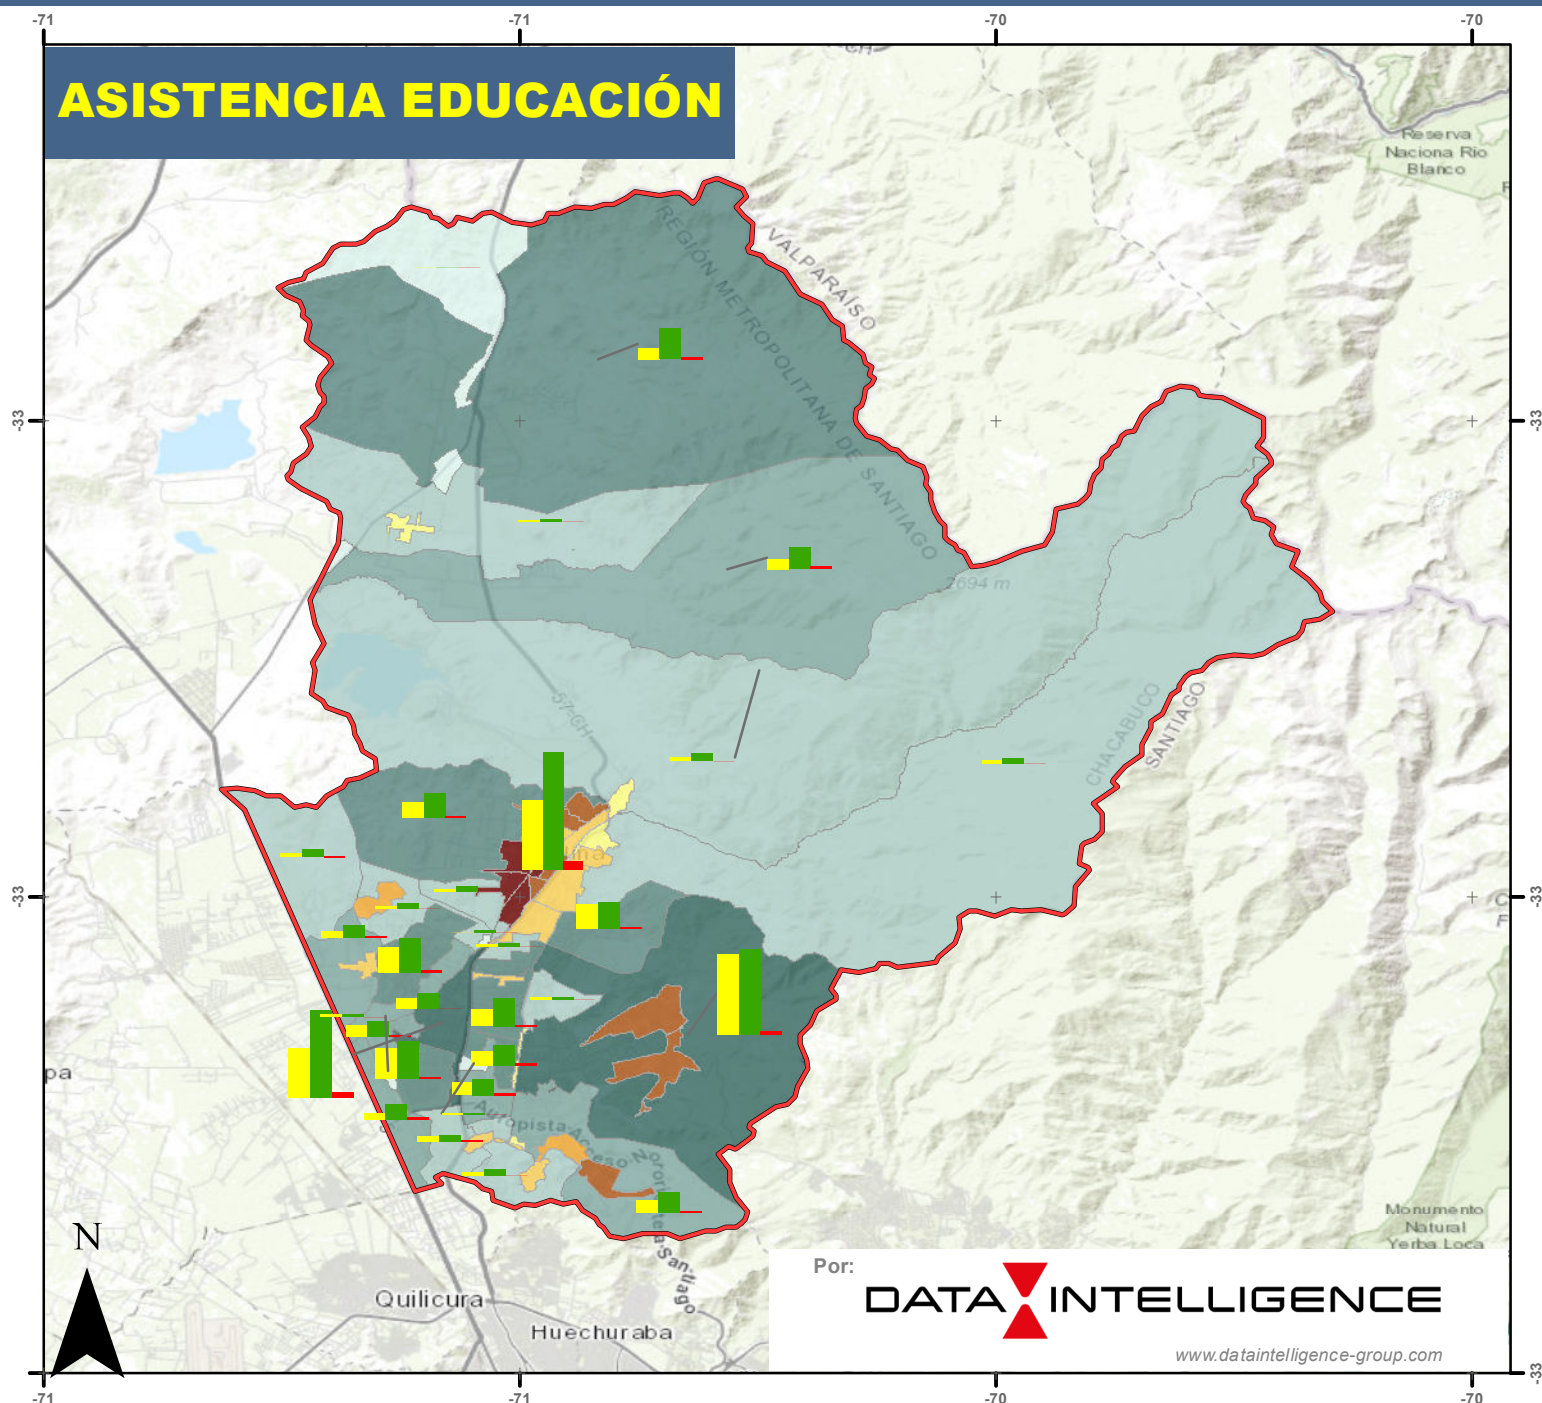 -71
-71
-70
-70
ASISTENCIA EDUCACIÓN
Reserva
Naciona Río
Blanco
VALPARAÍSO
REGIÓN METROPOLITANA DE SANTIAGO
-33
-33
2694 m
57-CH
CHACABUCO
SANTIAGO
-33
-33
Autopista Acceso Nororiente a Santiago
Monumento
Natural
Yerba Loca
N
Quilicura
Huechuraba
Por:
DATA INTELLIGENCE
www.dataintelligence-group.com
-33
-71
-71
-70
-70